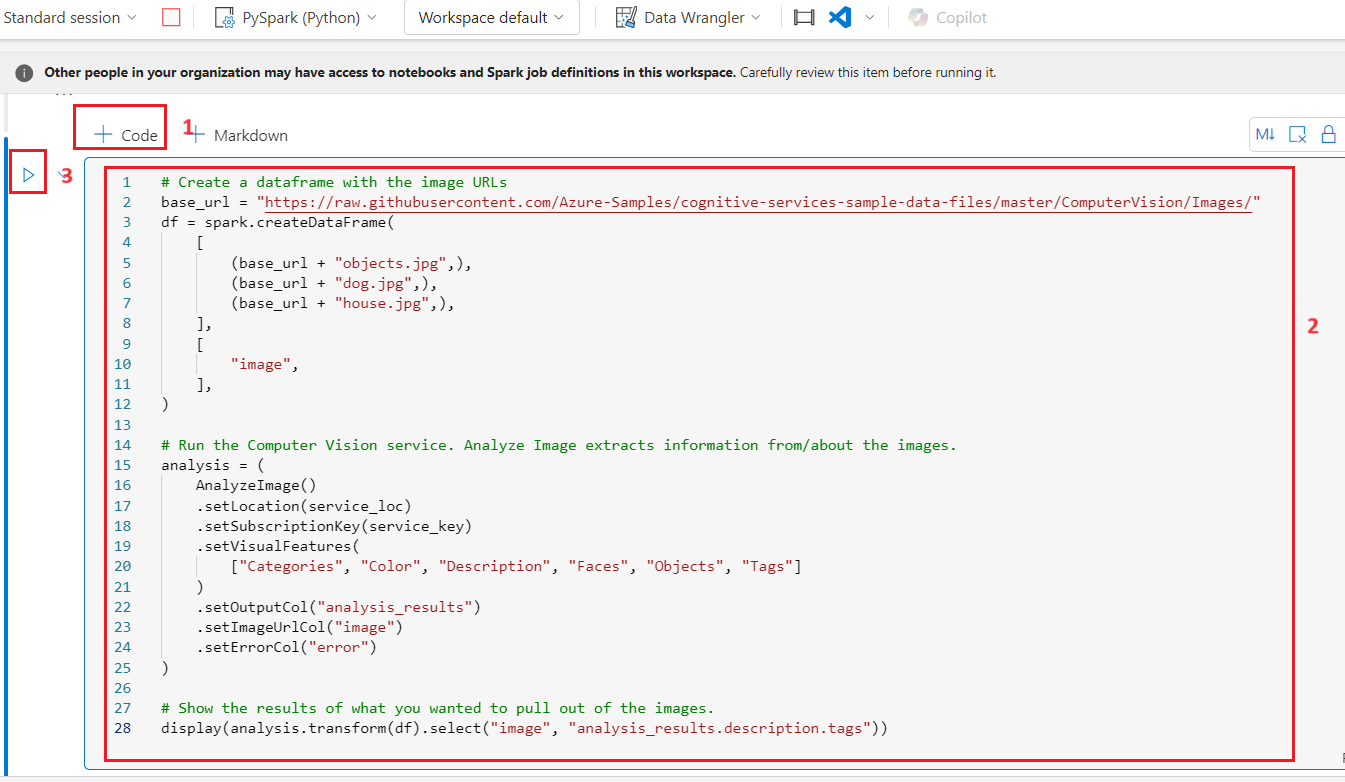 Standard session PySpark (Python) Workspace default Data Wrangler Copilot
Other people in your organization may have access to notebooks and Spark job definitions in this workspace. Carefully review this item before running it.
...
+ Code 1 + Markdown M↓
3
1 # Create a dataframe with the image URLs
2 base_url = "https://raw.githubusercontent.com/Azure-Samples/cognitive-services-sample-data-files/master/ComputerVision/Images/"
3 df = spark.createDataFrame(
4     [
5         (base_url + "objects.jpg",),
6         (base_url + "dog.jpg",),
7         (base_url + "house.jpg",),
8     ],
2
9     [
10         "image",
11     ],
12 )
13
14 # Run the Computer Vision service. Analyze Image extracts information from/about the images.
15 analysis = (
16     AnalyzeImage()
17     .setLocation(service_loc)
18     .setSubscriptionKey(service_key)
19     .setVisualFeatures(
20         ["Categories", "Color", "Description", "Faces", "Objects", "Tags"]
21     )
22     .setOutputCol("analysis_results")
23     .setImageUrlCol("image")
24     .setErrorCol("error")
25 )
26
27 # Show the results of what you wanted to pull out of the images.
28 display(analysis.transform(df).select("image", "analysis_results.description.tags"))